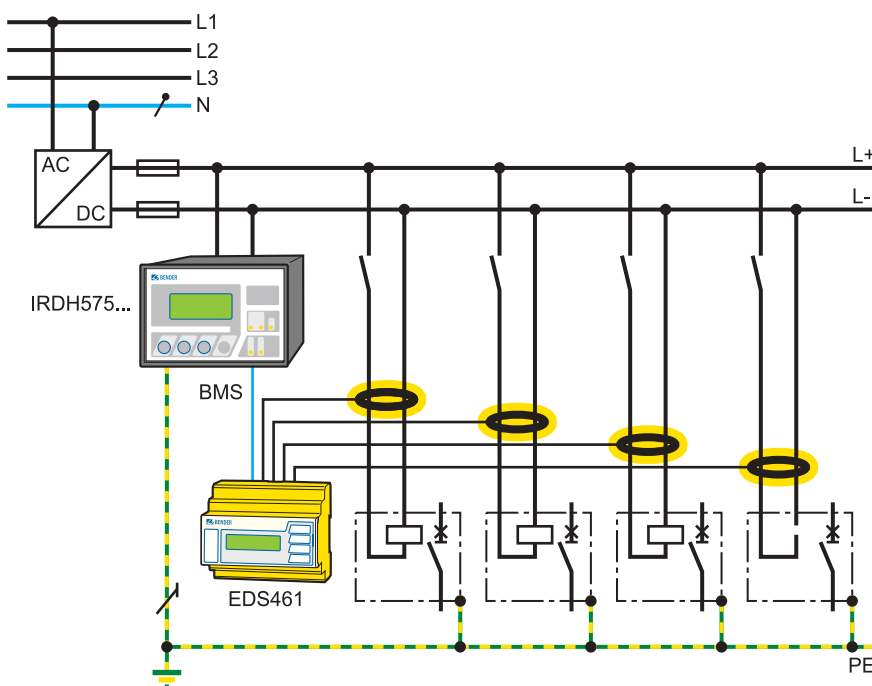 L1
L2
L3
N
AC
DC
L+
L-
BENDER
IRDH575...
BMS
BENDER
EDS461
PE